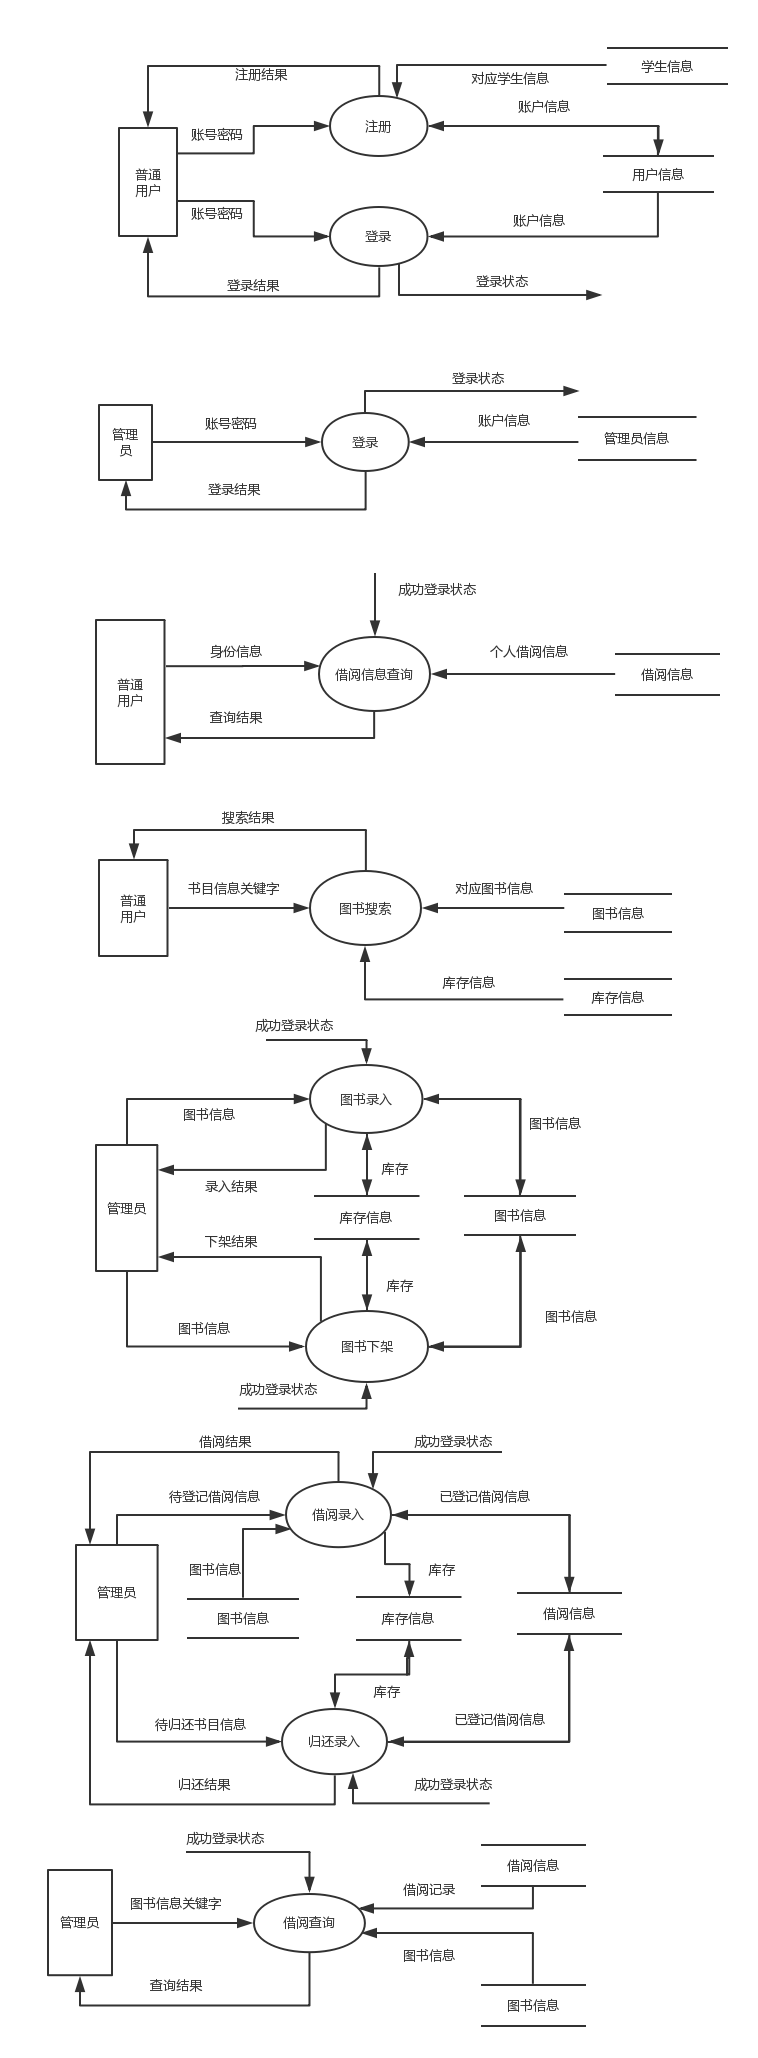 注册结果
对应学生信息
学生信息
账户信息
账号密码
注册
普通
用户
用户信息
账号密码
登录
账户信息
登录结果
登录状态
登录状态
管理
员
账号密码
登录
账户信息
管理员信息
登录结果
成功登录状态
普通
用户
身份信息
借阅信息查询
个人借阅信息
借阅信息
查询结果
搜索结果
普通
用户
书目信息关键字
图书搜索
对应图书信息
图书信息
库存信息
库存信息
成功登录状态
图书录入
图书信息
图书信息
库存
录入结果
管理员
库存信息
图书信息
下架结果
库存
图书信息
图书信息
图书下架
成功登录状态
借阅结果
成功登录状态
待登记借阅信息
借阅录入
已登记借阅信息
图书信息
库存
管理员
图书信息
库存信息
借阅信息
库存
待归还书目信息
归还录入
已登记借阅信息
归还结果
成功登录状态
成功登录状态
借阅信息
借阅记录
图书信息关键字
管理员
借阅查询
图书信息
查询结果
图书信息